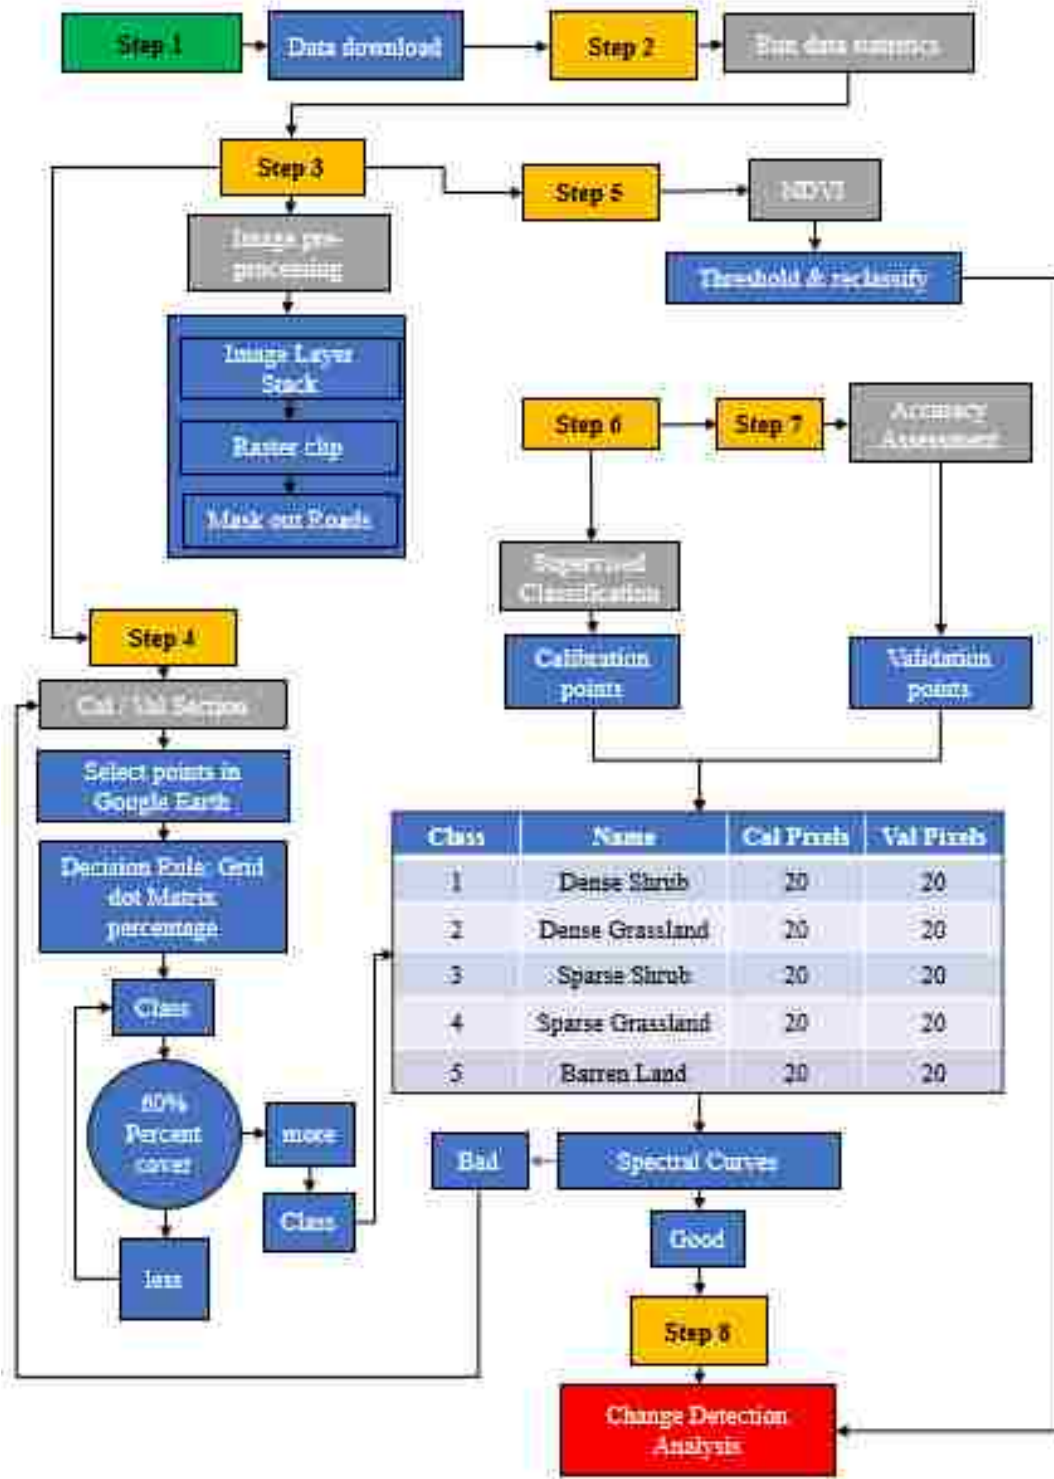 Step 1
Data download
Step 2
Run data statistics
Step 3
Step 5
NDVI
Image pre-
processing
Threshold & reclassify
Image Layer
Stack
Raster clip
Mask out Roads
Step 6
Step 7
Accuracy
Assessment
Supervised
Classification
Step 4
Calibration
points
Validation
points
Cal / Val Section
Select points in
Google Earth
Decision Rule: Grid
dot Matrix
percentage
Class Name Cal Pixels Val Pixels
1 Dense Shrub 20 20
2 Dense Grassland 20 20
3 Sparse Shrub 20 20
4 Sparse Grassland 20 20
5 Barren Land 20 20
Class
60%
Percent
cover
more
Class
less
Bad
Spectral Curves
Good
Step 8
Change Detection
Analysis